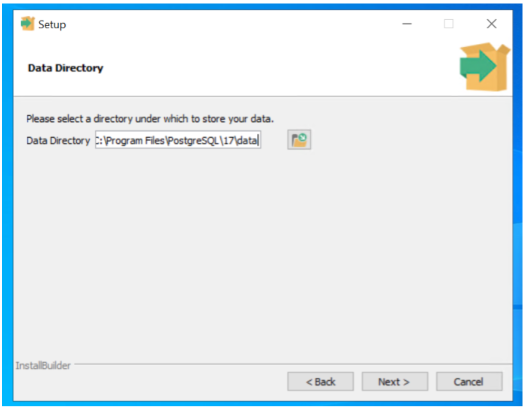 Setup
Data Directory
Please select a directory under which to store your data.
Data Directory :\Program Files\PostgreSQL\17\data
InstallBuilder
< Back Next > Cancel